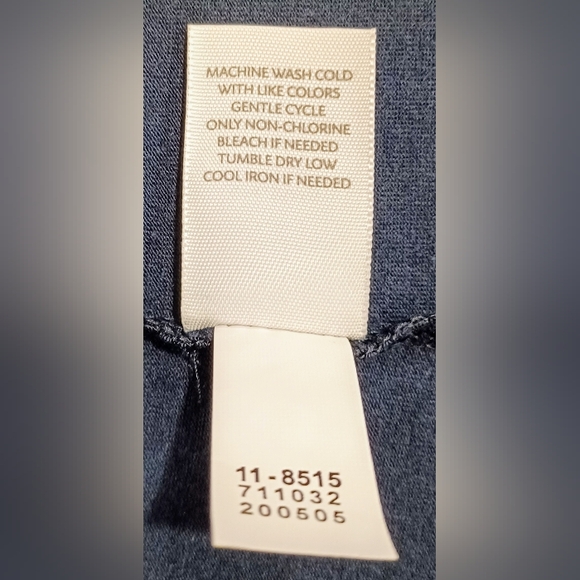 MACHINE WASH COLD
WITH LIKE COLORS
GENTLE CYCLE
ONLY NON-CHLORINE
BLEACH IF NEEDED
TUMBLE DRY LOW
COOL IRON IF NEEDED
11-8515
711032
200505